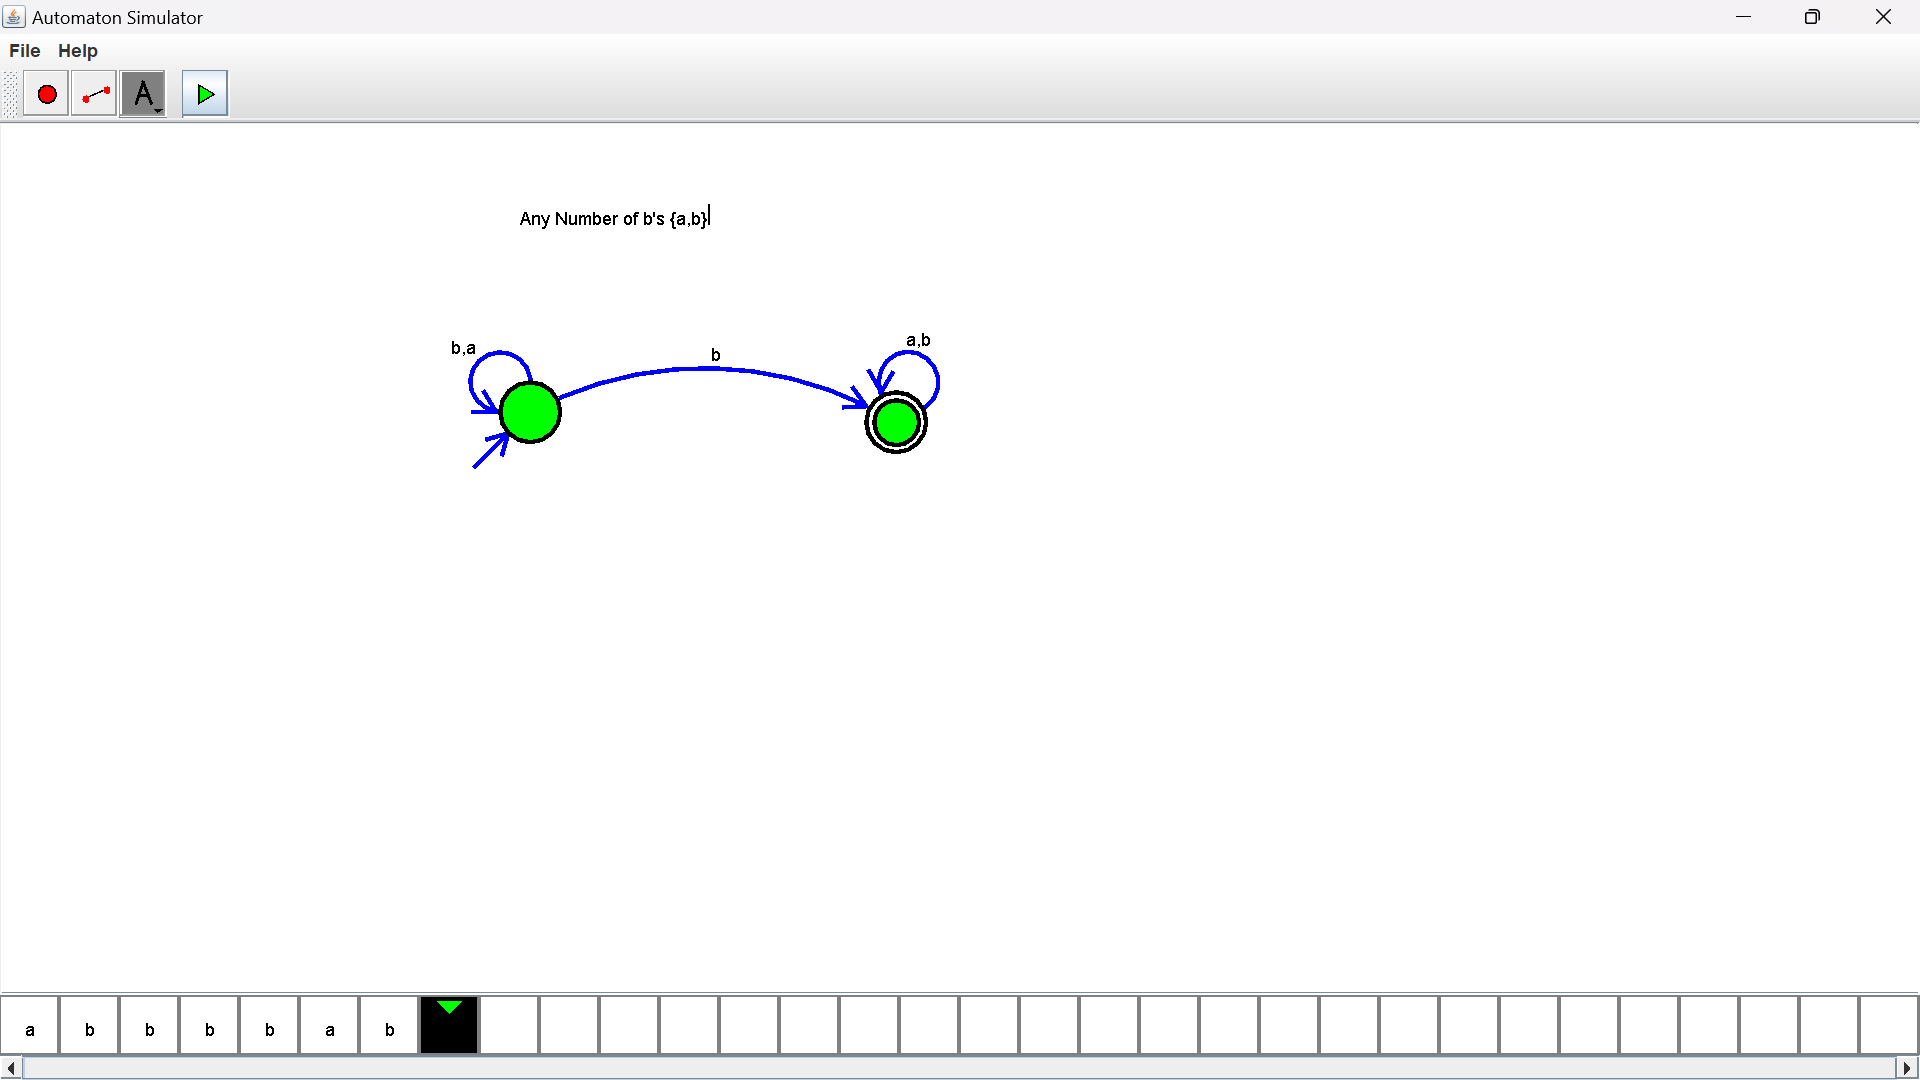 Automaton Simulator
File Help
A
Any Number of b's {a,b}
b,a
b
a,b
a b b b b a b